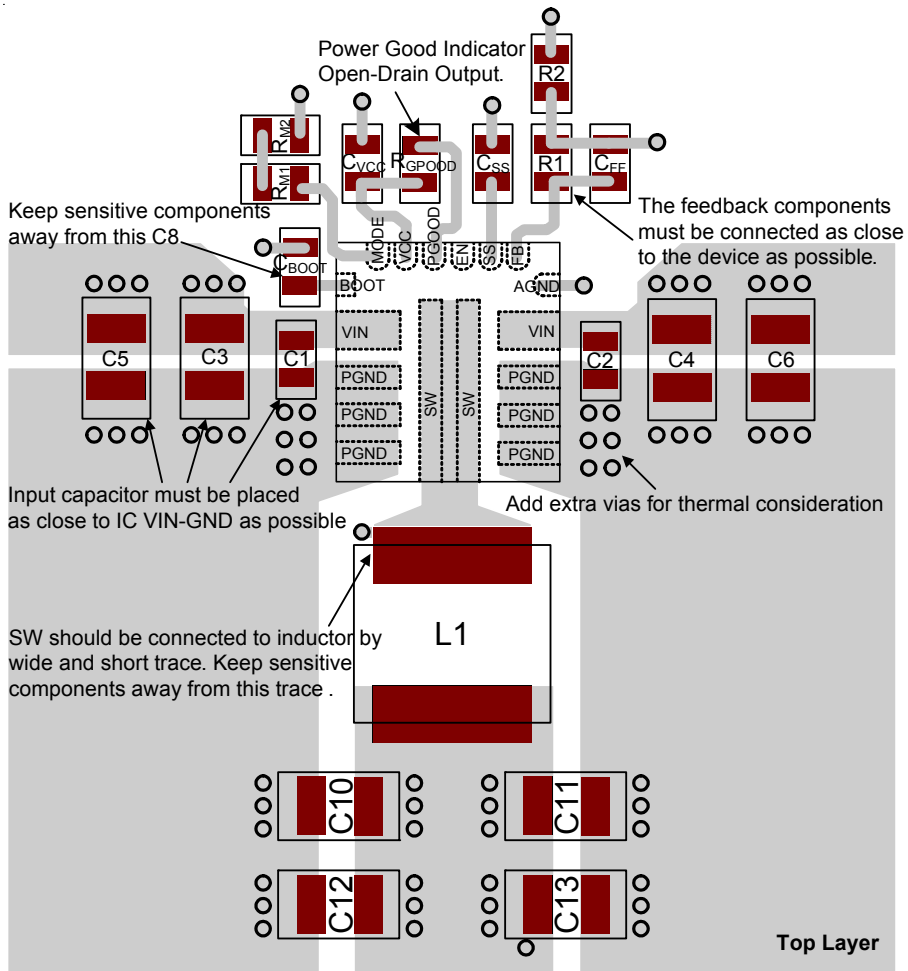 Power Good Indicator
Open-Drain Output.
R2
RM2
RM1
CVCC
RGPOOD
CSS
R1
CFF
Keep sensitive components
away from this C8
The feedback components
must be connected as close
to the device as possible.
CBOOT
MODE
VCC
PGOOD
EN
SS
FB
BOOT
AGND
C5
C3
C1
VIN
VIN
C2
C4
C6
PGND
PGND
SW
SW
PGND
PGND
PGND
PGND
Input capacitor must be placed
as close to IC VIN-GND as possible
Add extra vias for thermal consideration
SW should be connected to inductor by
wide and short trace. Keep sensitive
components away from this trace .
L1
C10
C11
C12
C13
Top Layer